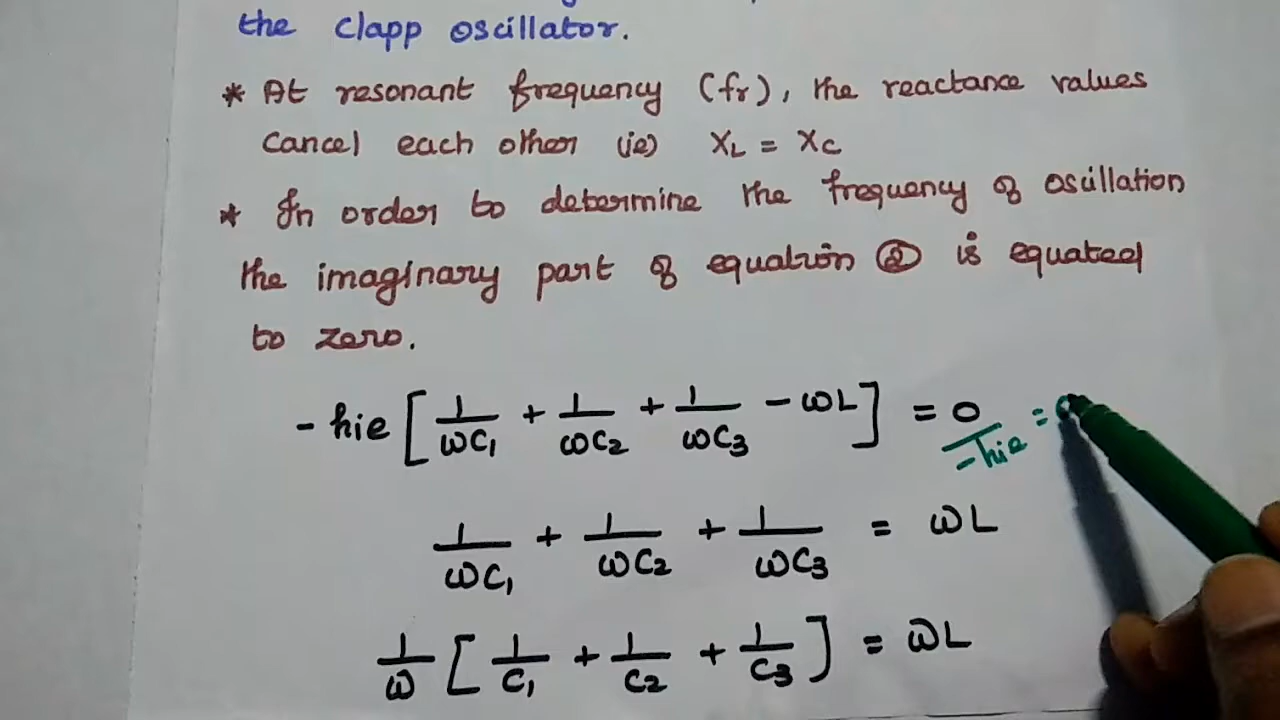 the Clapp oscillator.
* At resonant frequency (fr), the reactance values
cancel each other (ie) XL = XC
* In order to determine the frequency of oscillation
the imaginary part of equation ② is equated
to zero.
- hie [ 1/ωC1 + 1/ωC2 + 1/ωC3 - ωL ] = 0/-hie = 0
1/ωC1 + 1/ωC2 + 1/ωC3 = ωL
1/ω [ 1/C1 + 1/C2 + 1/C3 ] = ωL